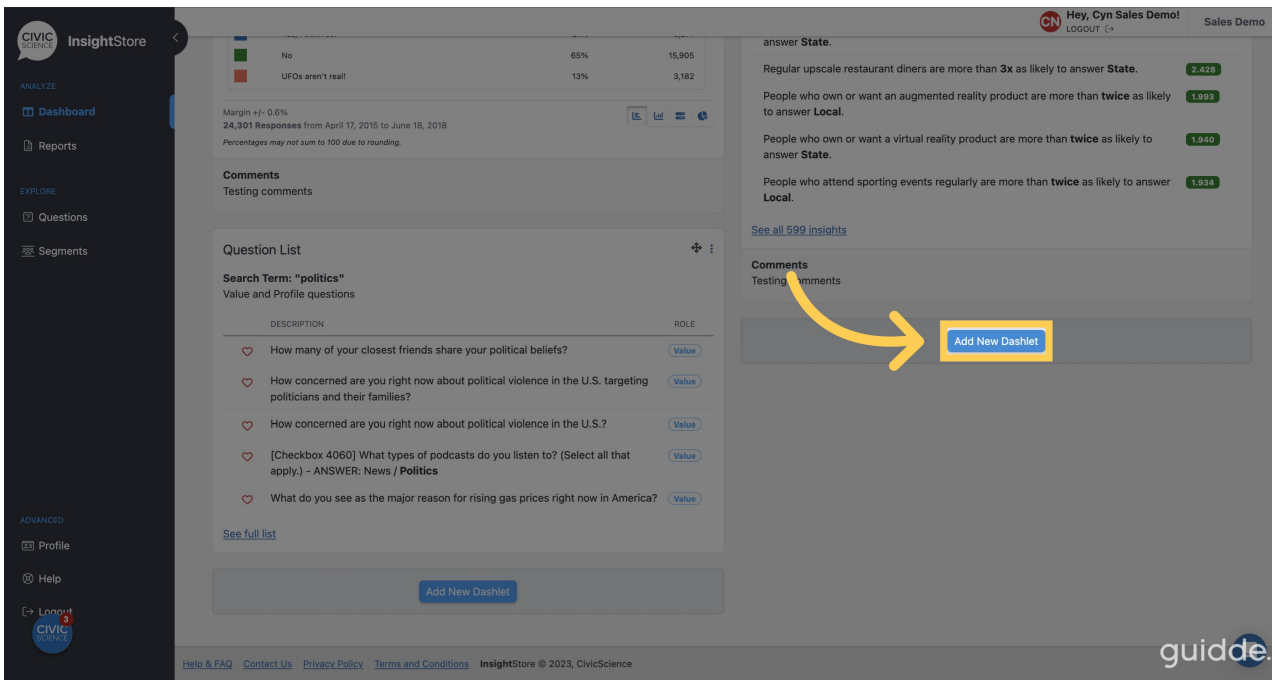 CIVIC
SCIENCE
InsightStore
ANALYZE
Dashboard
Reports
EXPLORE
Questions
Segments
ADVANCED
Profile
Help
Logout
3
CIVIC
SCIENCE
CN
Hey, Cyn Sales Demo!
LOGOUT
Sales Demo
No 65% 15,905
UFOs aren't real! 13% 3,182
Margin +/- 0.6%
24,301 Responses from April 17, 2015 to June 18, 2018
Percentages may not sum to 100 due to rounding.
Comments
Testing comments
Question List
Search Term: "politics"
Value and Profile questions
DESCRIPTION ROLE
How many of your closest friends share your political beliefs? Value
How concerned are you right now about political violence in the U.S. targeting Value
politicians and their families?
How concerned are you right now about political violence in the U.S.? Value
[Checkbox 4060] What types of podcasts do you listen to? (Select all that Value
apply.) - ANSWER: News / Politics
What do you see as the major reason for rising gas prices right now in America? Value
See full list
Add New Dashlet
answer State.
Regular upscale restaurant diners are more than 3x as likely to answer State. 2.428
People who own or want an augmented reality product are more than twice as likely 1.993
to answer Local.
People who own or want a virtual reality product are more than twice as likely to 1.940
answer State.
People who attend sporting events regularly are more than twice as likely to answer 1.934
Local.
See all 599 insights
Comments
Testing comments
Add New Dashlet
Help & FAQ Contact Us Privacy Policy Terms and Conditions InsightStore © 2023, CivicScience
guidde.